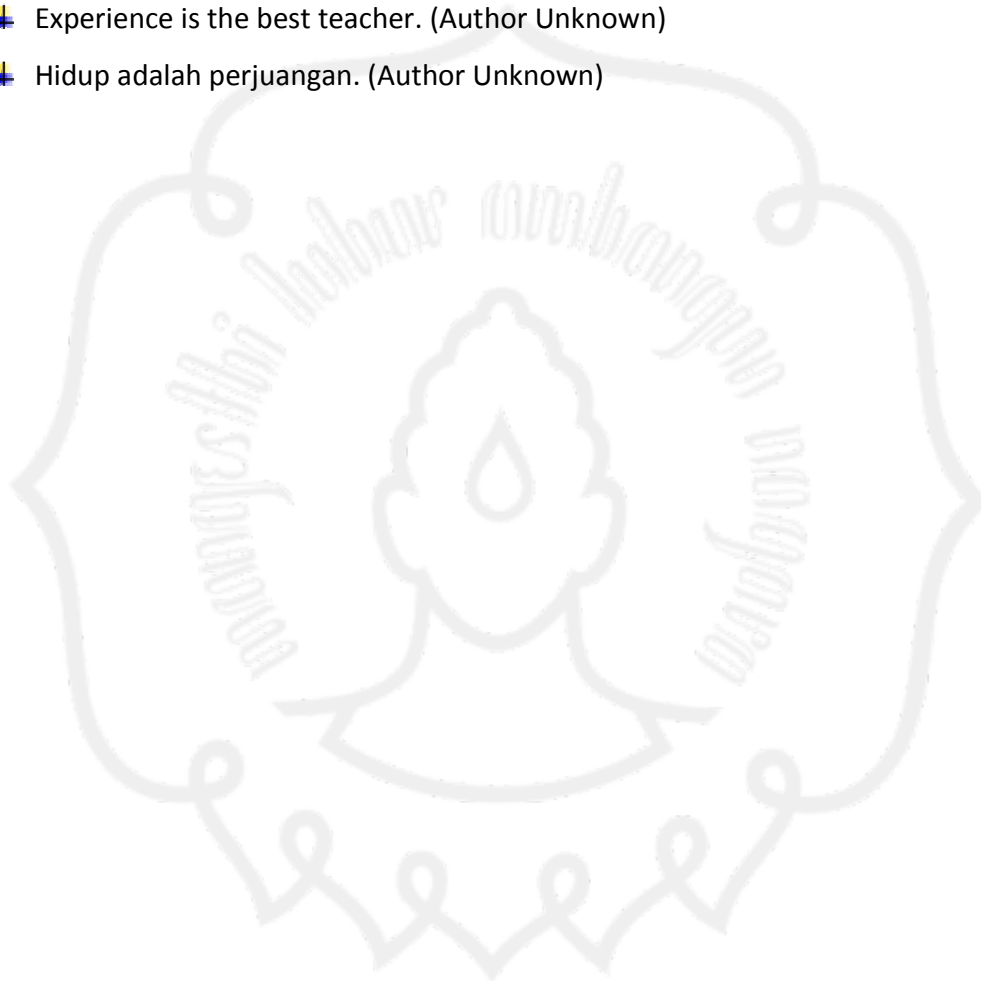 Experience is the best teacher. (Author Unknown)
Hidup adalah perjuangan. (Author Unknown)